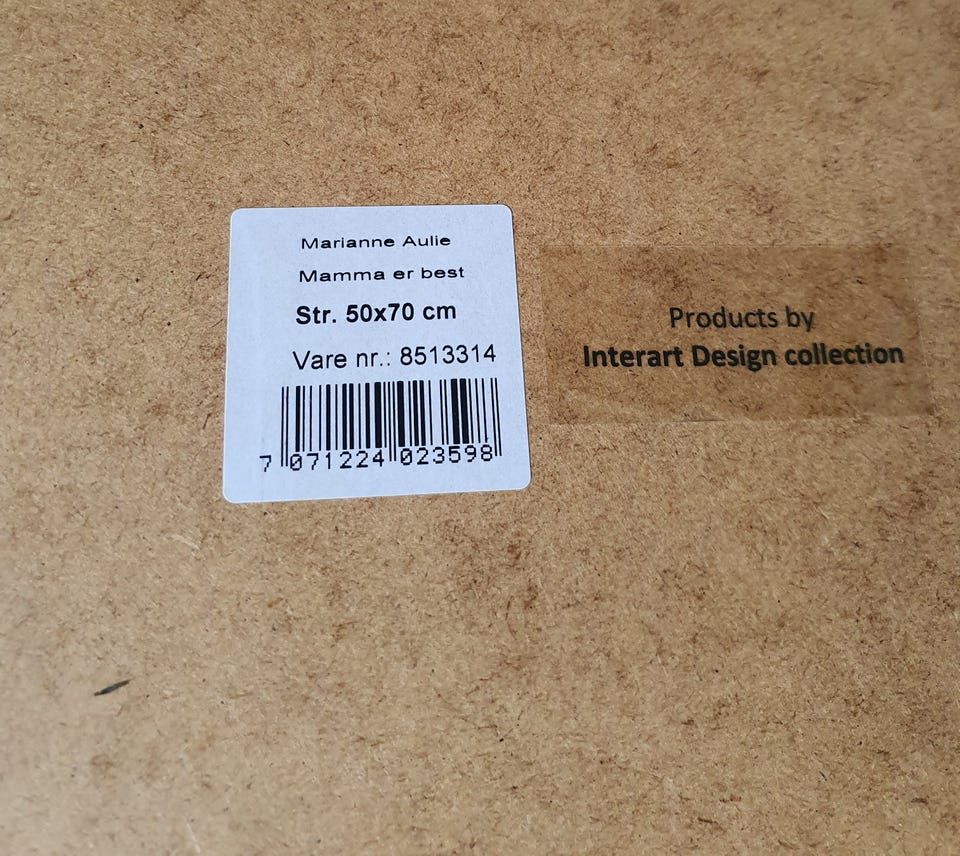 Marianne Aulie
Mamma er best
Str. 50x70 cm
Vare nr.: 8513314
7 071224 023598
Products by
Interart Design collection